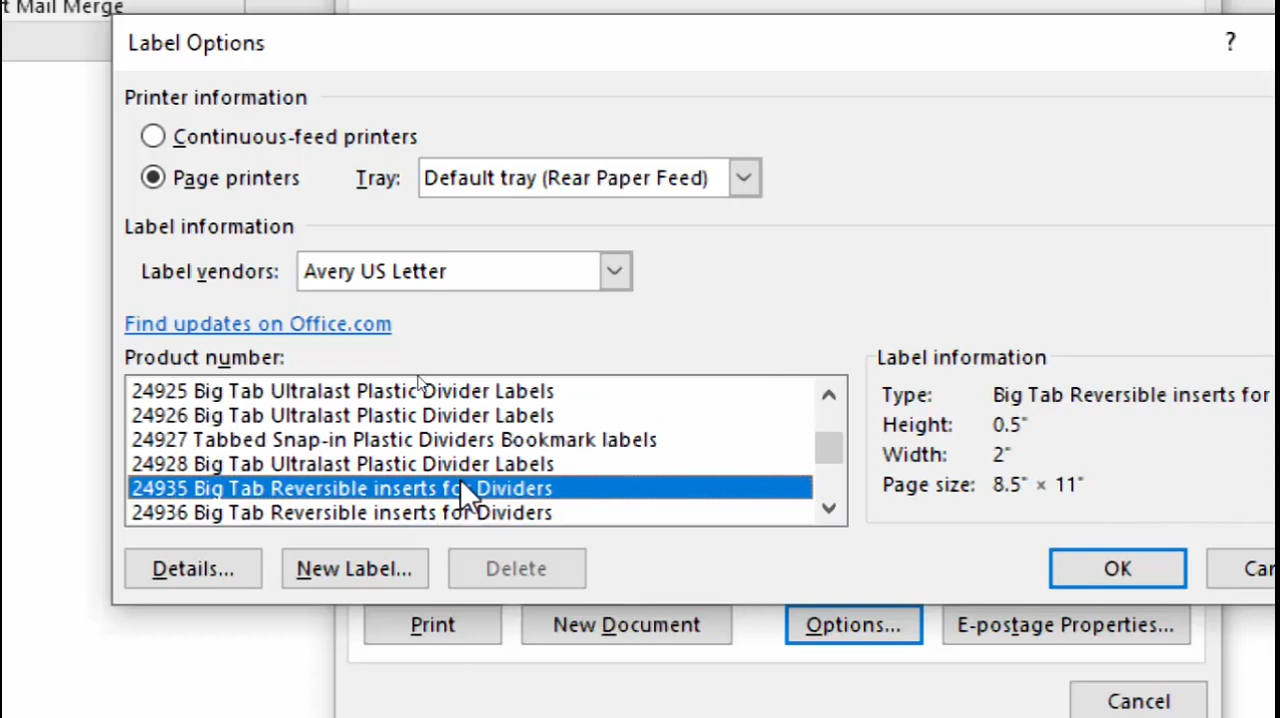 t Mail Merge
Label Options
?
Printer information
Continuous-feed printers
Page printers Tray: Default tray (Rear Paper Feed)
Label information
Label vendors: Avery US Letter
Find updates on Office.com
Product number:
24925 Big Tab Ultralast Plastic Divider Labels
24926 Big Tab Ultralast Plastic Divider Labels
24927 Tabbed Snap-in Plastic Dividers Bookmark labels
24928 Big Tab Ultralast Plastic Divider Labels
24935 Big Tab Reversible inserts for Dividers
24936 Big Tab Reversible inserts for Dividers
Label information
Type: Big Tab Reversible inserts for
Height: 0.5"
Width: 2"
Page size: 8.5" × 11"
Details... New Label... Delete OK Can
Print New Document Options... E-postage Properties...
Cancel